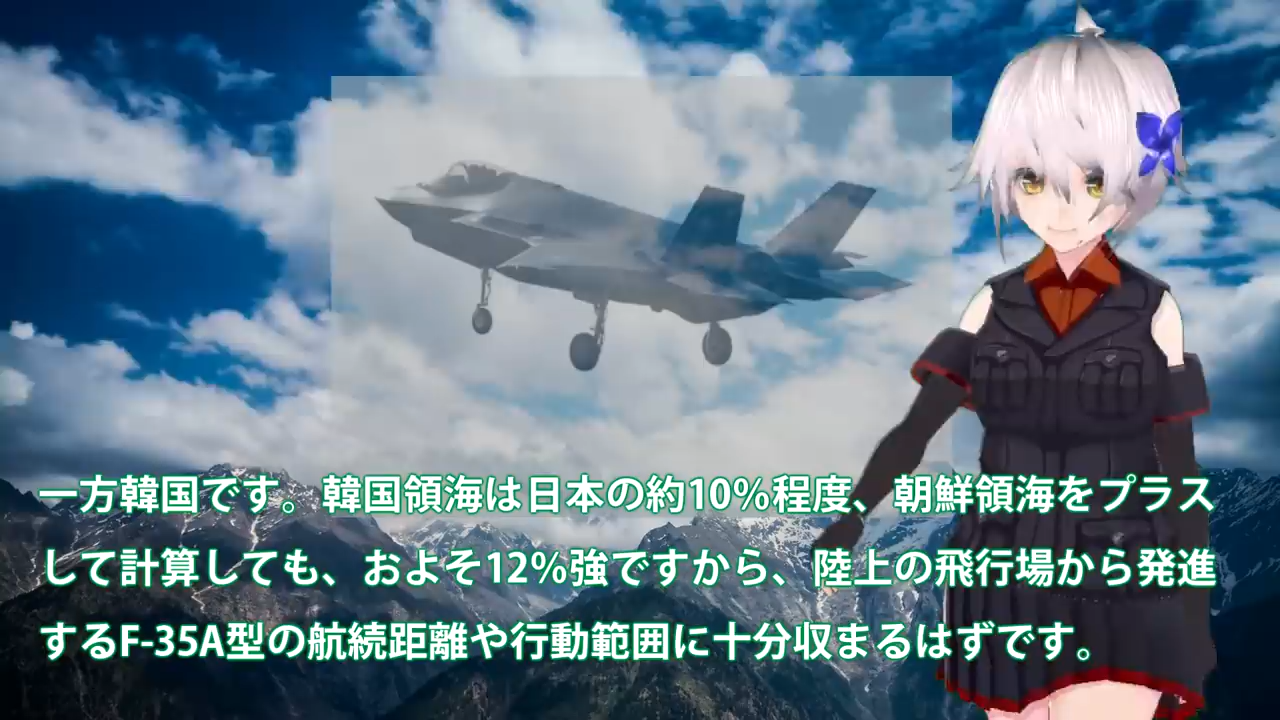 一方韓国です。韓国領海は日本の約10%程度、朝鮮領海をプラス
して計算しても、およそ12%強ですから、陸上の飛行場から発進
するF-35A型の航続距離や行動範囲に十分収まるはずです。